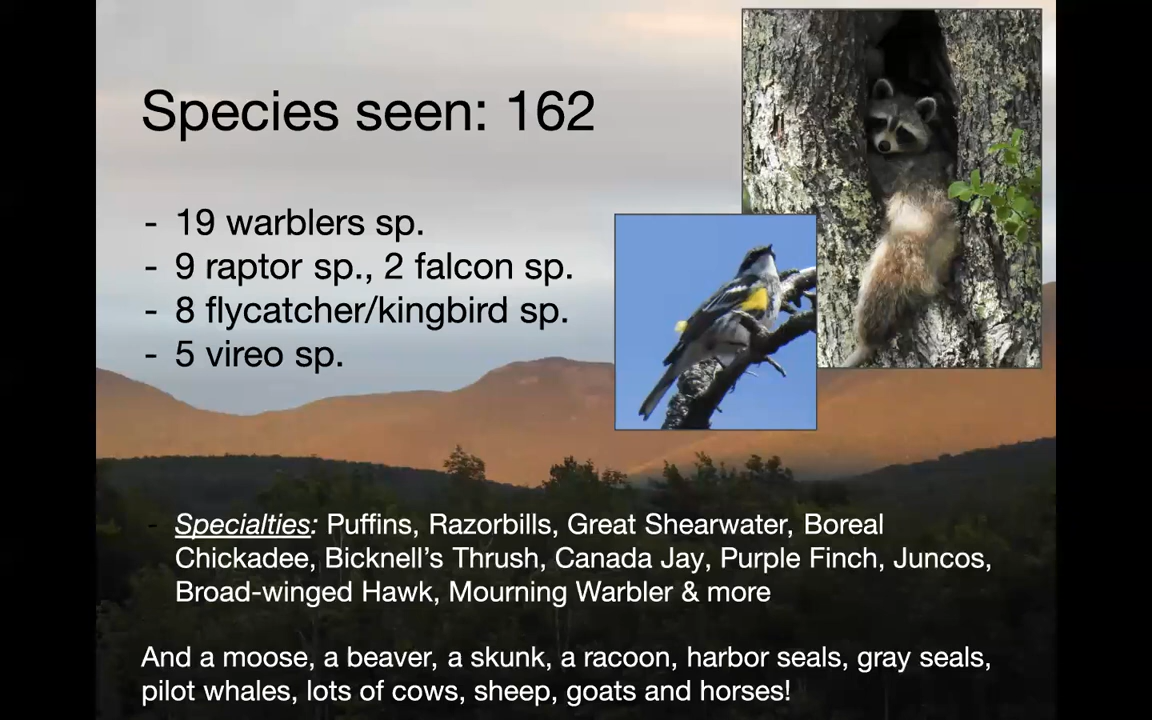 Species seen: 162
- 19 warblers sp.
- 9 raptor sp., 2 falcon sp.
- 8 flycatcher/kingbird sp.
- 5 vireo sp.
- Specialties: Puffins, Razorbills, Great Shearwater, Boreal
Chickadee, Bicknell’s Thrush, Canada Jay, Purple Finch, Juncos,
Broad-winged Hawk, Mourning Warbler & more
And a moose, a beaver, a skunk, a racoon, harbor seals, gray seals,
pilot whales, lots of cows, sheep, goats and horses!